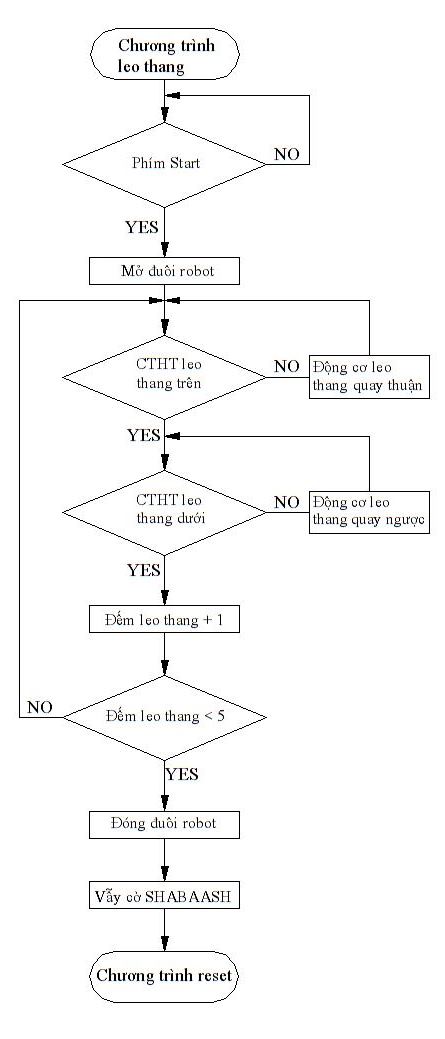 Chương trình
leo thang
Phím Start
NO
YES
Mở đuôi robot
CTHT leo
thang trên
NO
Động cơ leo
thang quay thuận
YES
CTHT leo
thang dưới
NO
Động cơ leo
thang quay ngược
YES
Đếm leo thang + 1
Đếm leo thang < 5
NO
YES
Đóng đuôi robot
Vẫy cờ SHABAASH
Chương trình reset